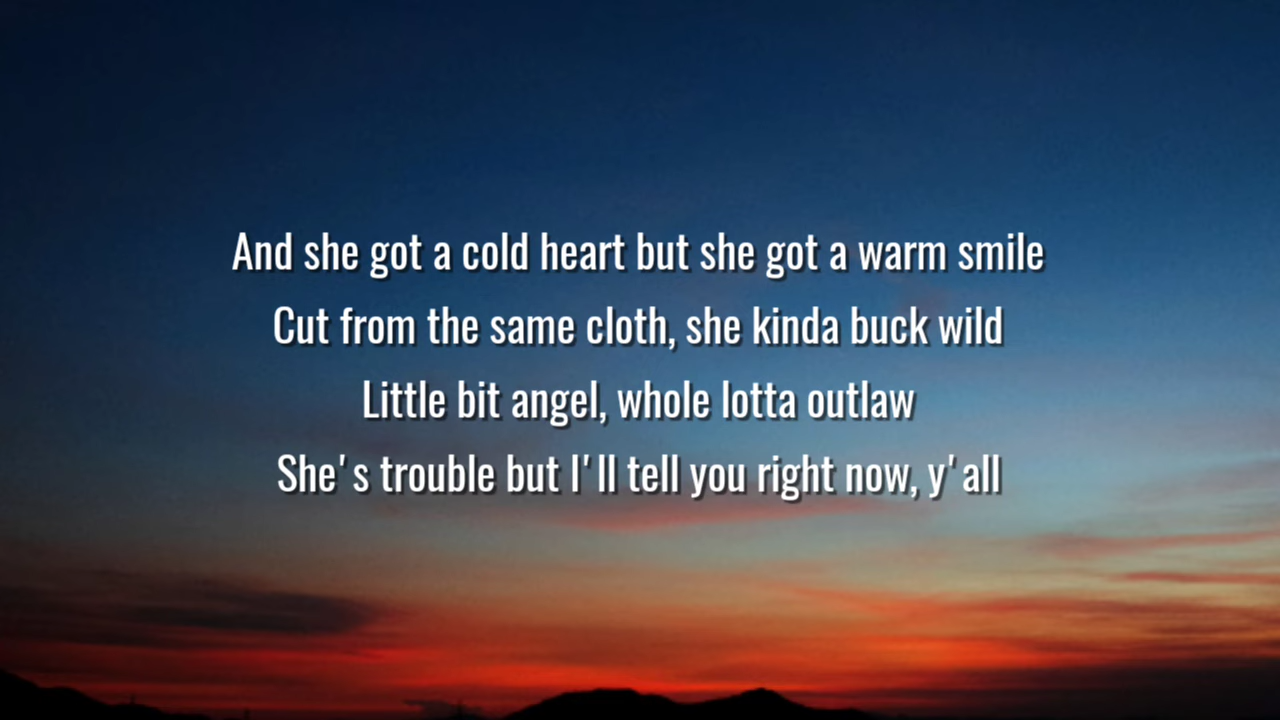 And she got a cold heart but she got a warm smile
Cut from the same cloth, she kinda buck wild
Little bit angel, whole lotta outlaw
She's trouble but I'll tell you right now, y'all